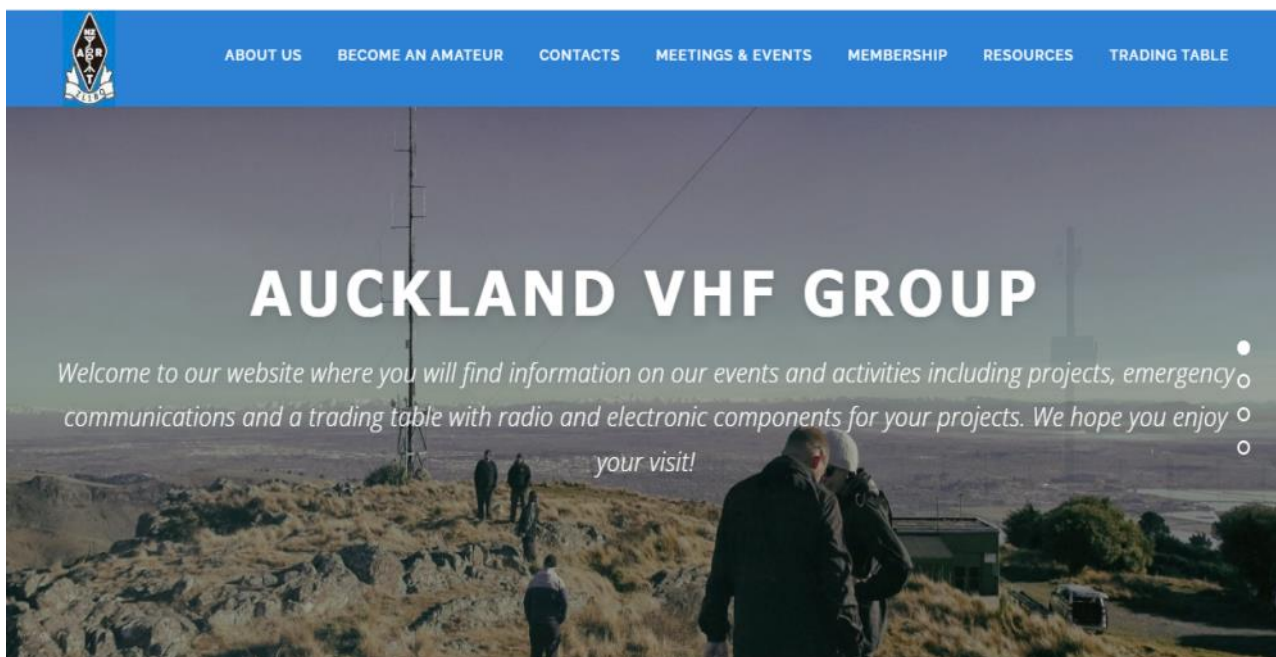 NZ
A R
T
ABOUT US BECOME AN AMATEUR CONTACTS MEETINGS & EVENTS MEMBERSHIP RESOURCES TRADING TABLE
AUCKLAND VHF GROUP
Welcome to our website where you will find information on our events and activities including projects, emergency
communications and a trading table with radio and electronic components for your projects. We hope you enjoy
your visit!